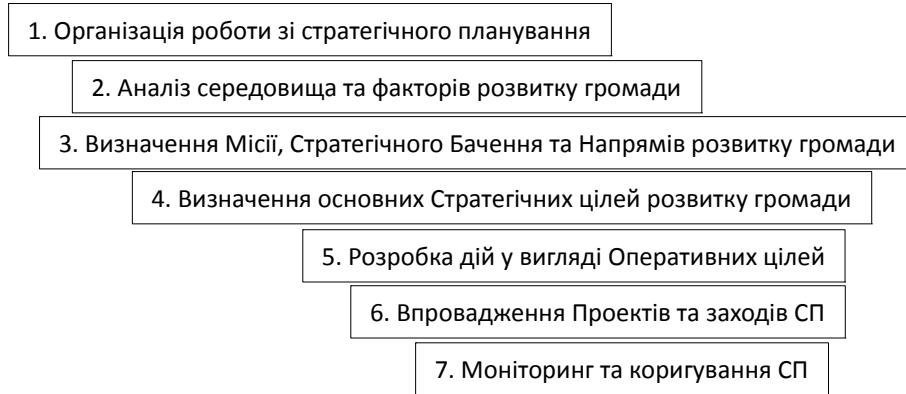 1. Організація роботи зі стратегічного планування
2. Аналіз середовища та факторів розвитку громади
3. Визначення Місії, Стратегічного Бачення та Напрямів розвитку громади
4. Визначення основних Стратегічних цілей розвитку громади
5. Розробка дій у вигляді Оперативних цілей
6. Впровадження Проектів та заходів СП
7. Моніторинг та коригування СП